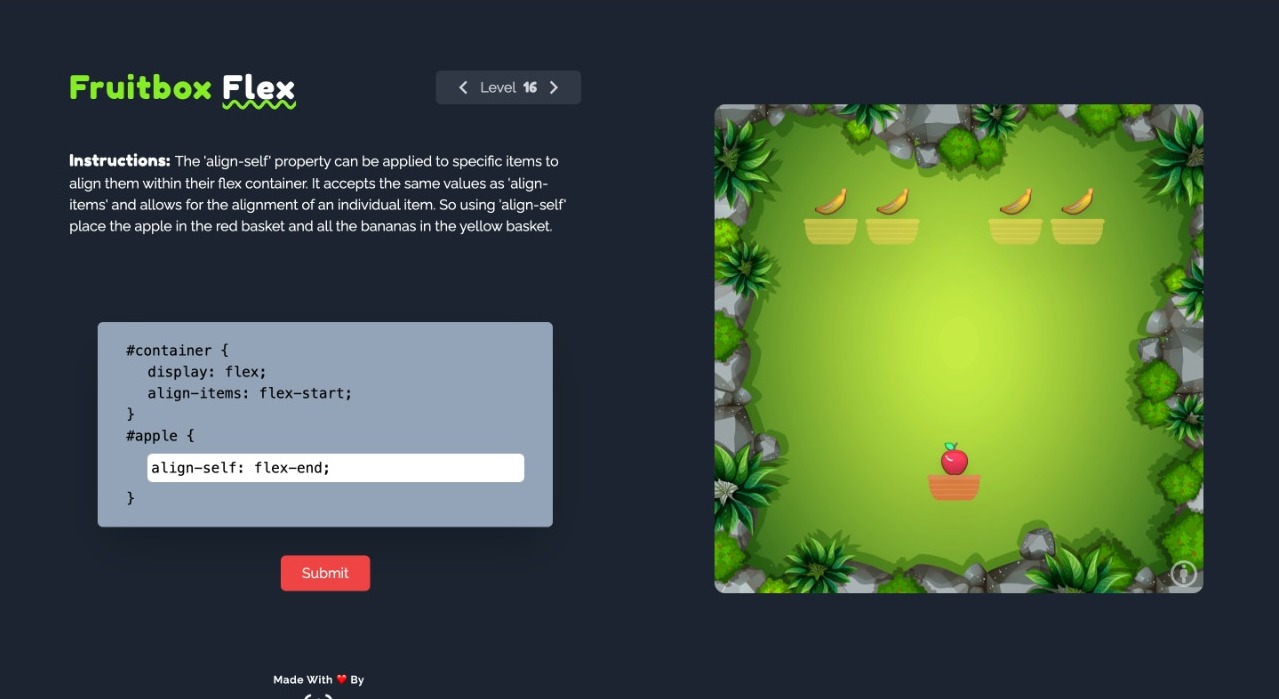 Fruitbox Flex
Level 16
Instructions: The 'align-self' property can be applied to specific items to
align them within their flex container. It accepts the same values as 'align-
items' and allows for the alignment of an individual item. So using 'align-self'
place the apple in the red basket and all the bananas in the yellow basket.
#container {
display: flex;
align-items: flex-start;
}
#apple {
align-self: flex-end;
}
Submit
Made With ❤️ By